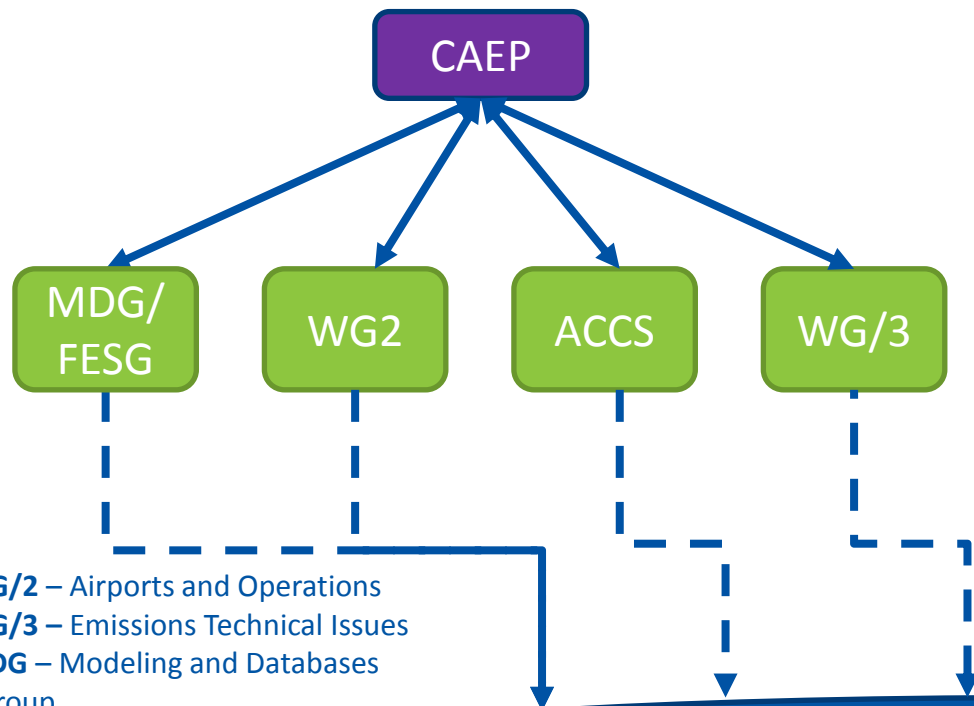 CAEP
MDG/
FESG
WG2
ACCS
WG/3
G/2 – Airports and Operations
G/3 – Emissions Technical Issues
DG – Modeling and Databases
roup